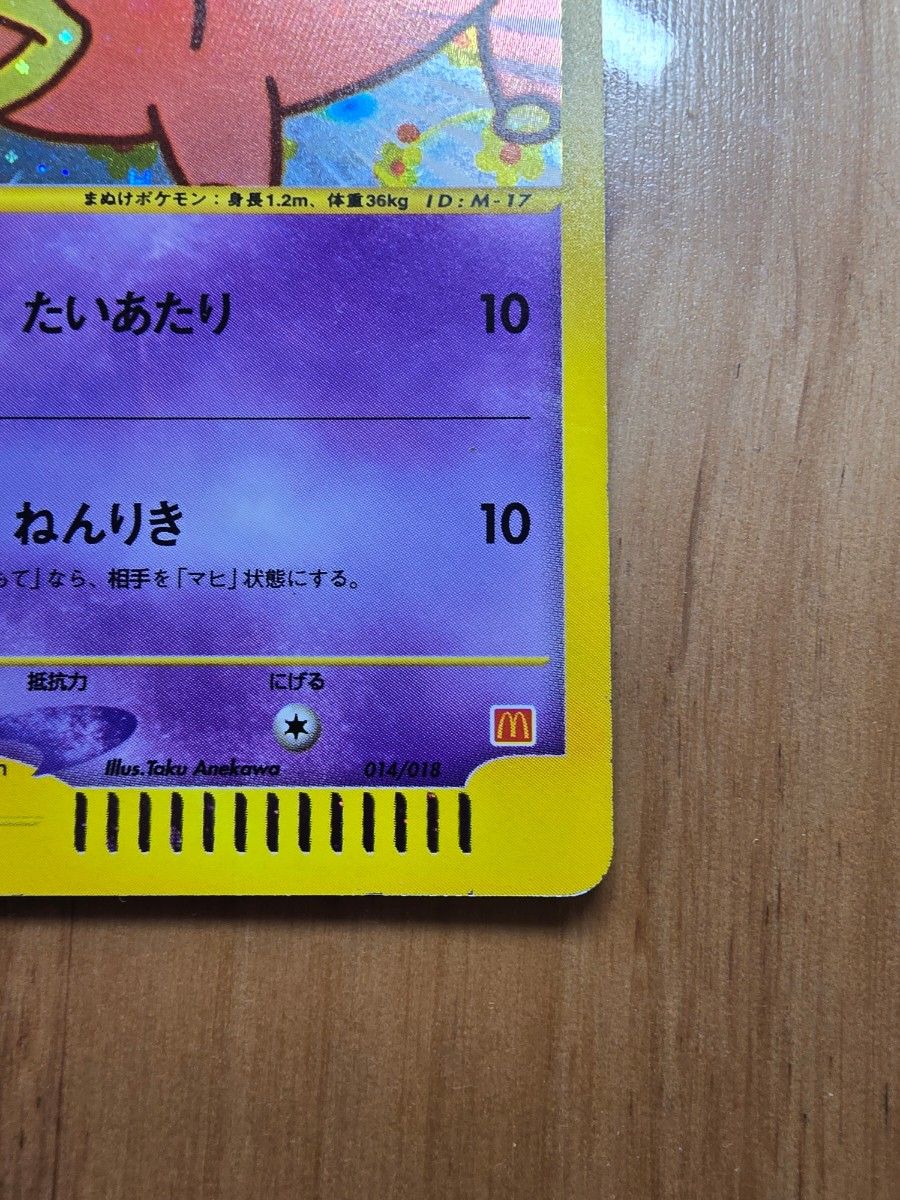 まぬけポケモン：身長1.2m、体重36kg ID:M-17
たいあたり 10
ねんりき 10
もて」なら、相手を「マヒ」状態にする。
抵抗力 にげる
Illus.Taku Anekawa 014/018